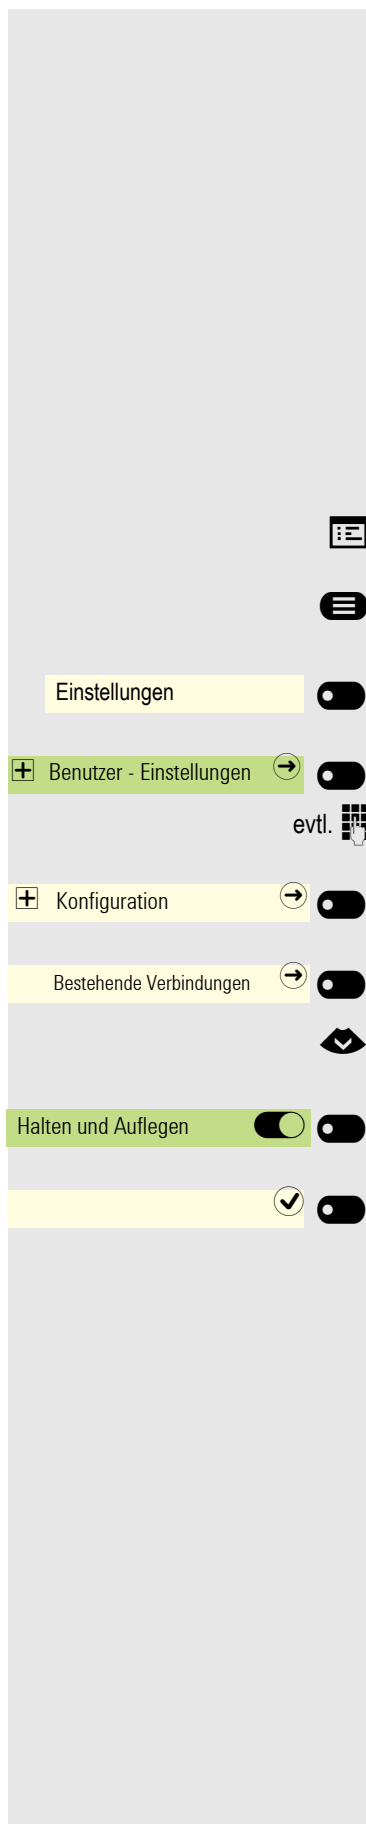 Einstellungen
Benutzer - Einstellungen
evtl.
Konfiguration
Bestehende Verbindungen
Halten und Auflegen